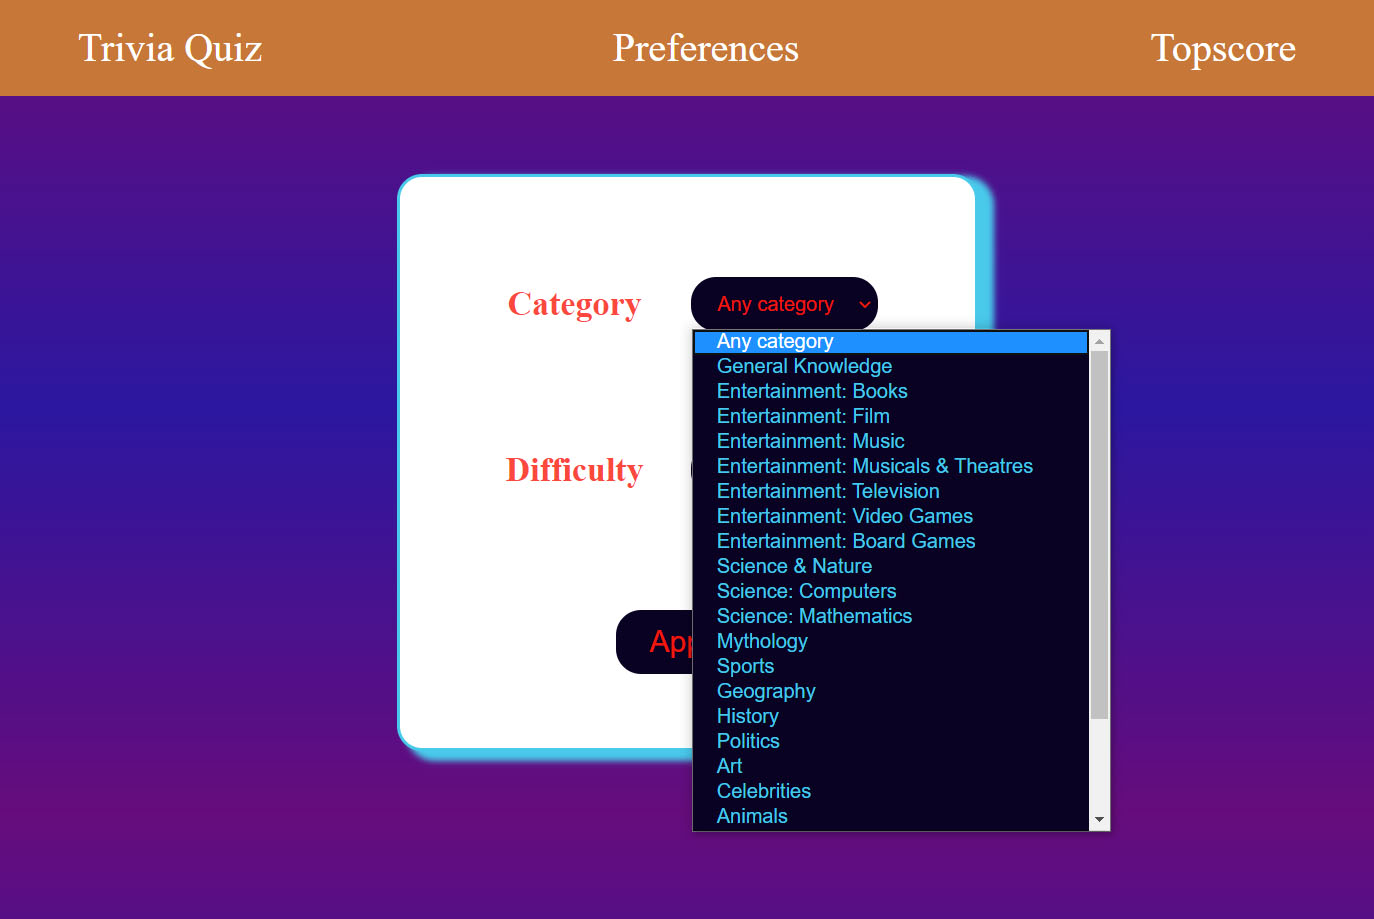 Trivia Quiz
Preferences
Topscore
Category
Any category
Any category
General Knowledge
Entertainment: Books
Entertainment: Film
Entertainment: Music
Entertainment: Musicals & Theatres
Entertainment: Television
Entertainment: Video Games
Entertainment: Board Games
Science & Nature
Science: Computers
Science: Mathematics
Mythology
Sports
Geography
History
Politics
Art
Celebrities
Animals
Difficulty